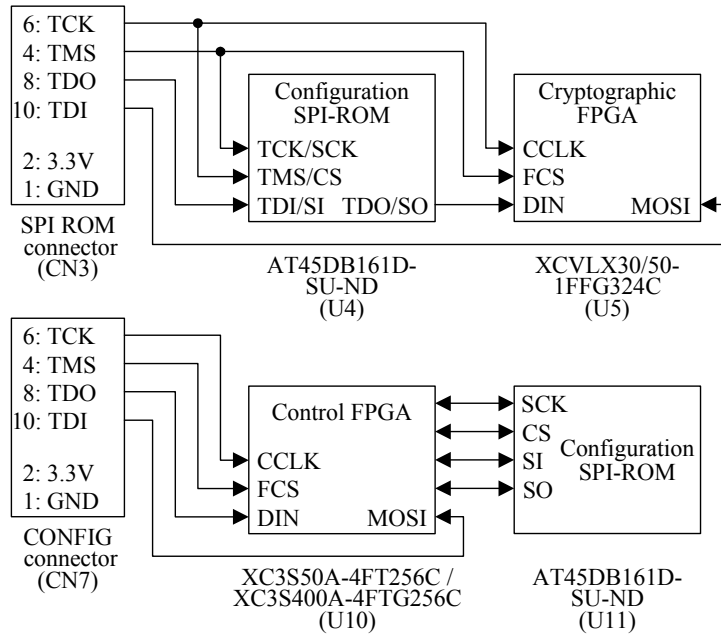 6: TCK
4: TMS
8: TDO
10: TDI
2: 3.3V
1: GND
SPI ROM
connector
(CN3)
Configuration
SPI-ROM
TCK/SCK
TMS/CS
TDI/SI TDO/SO
AT45DB161D-
SU-ND
(U4)
Cryptographic
FPGA
CCLK
FCS
DIN MOSI
XCVLX30/50-
1FFG324C
(U5)
6: TCK
4: TMS
8: TDO
10: TDI
2: 3.3V
1: GND
CONFIG
connector
(CN7)
Control FPGA
CCLK
FCS
DIN MOSI
XC3S50A-4FT256C /
XC3S400A-4FTG256C
(U10)
SCK
CS
SI
SO
Configuration
SPI-ROM
AT45DB161D-
SU-ND
(U11)